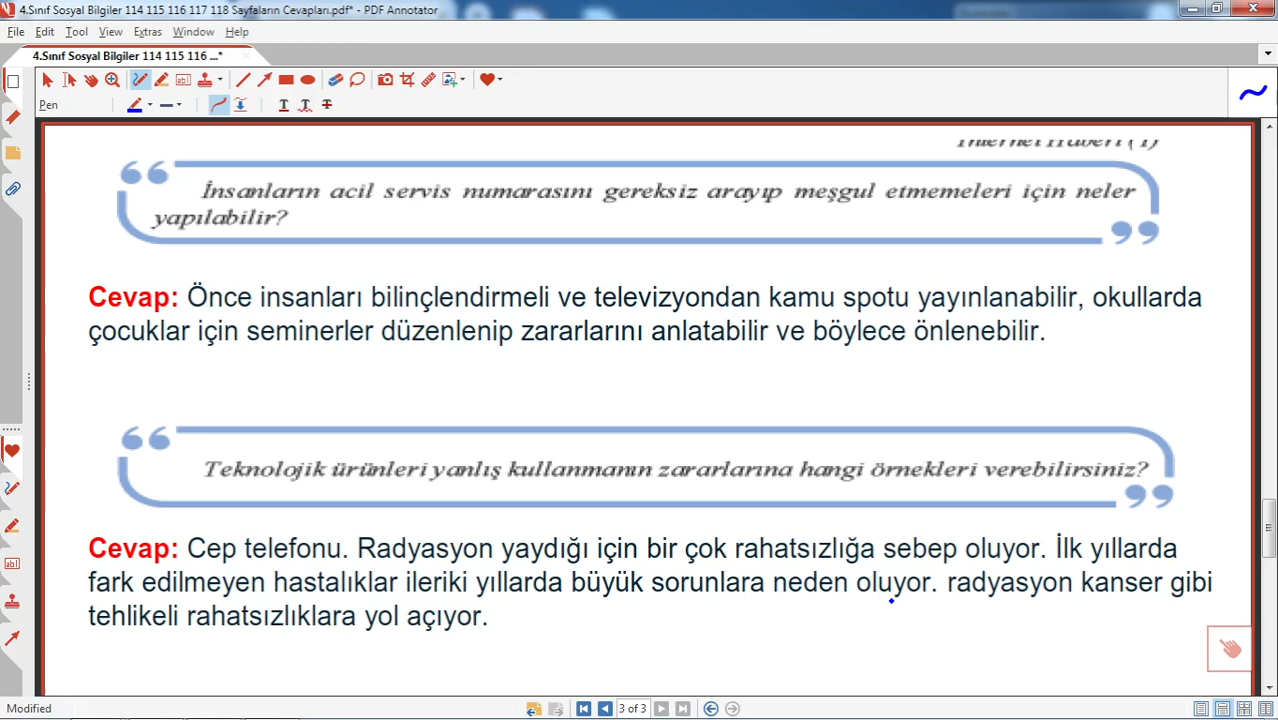 4.Sınıf Sosyal Bilgiler 114 115 116 117 118 Sayfaların Cevapları.pdf* - PDF Annotator
File Edit Tool View Extras Window Help
4.Sınıf Sosyal Bilgiler 114 115 116 ...*
Pen
İnternet Haberi (1)
İnsanların acil servis numarasını gereksiz arayıp meşgul etmemeleri için neler
yapılabilir?
Cevap: Önce insanları bilinçlendirmeli ve televizyondan kamu spotu yayınlanabilir, okullarda
çocuklar için seminerler düzenlenip zararlarını anlatabilir ve böylece önlenebilir.
Teknolojik ürünleri yanlış kullanmanın zararlarına hangi örnekleri verebilirsiniz?
Cevap: Cep telefonu. Radyasyon yaydığı için bir çok rahatsızlığa sebep oluyor. İlk yıllarda
fark edilmeyen hastalıklar ileriki yıllarda büyük sorunlara neden oluyor. radyasyon kanser gibi
tehlikeli rahatsızlıklara yol açıyor.
Modified
3 of 3